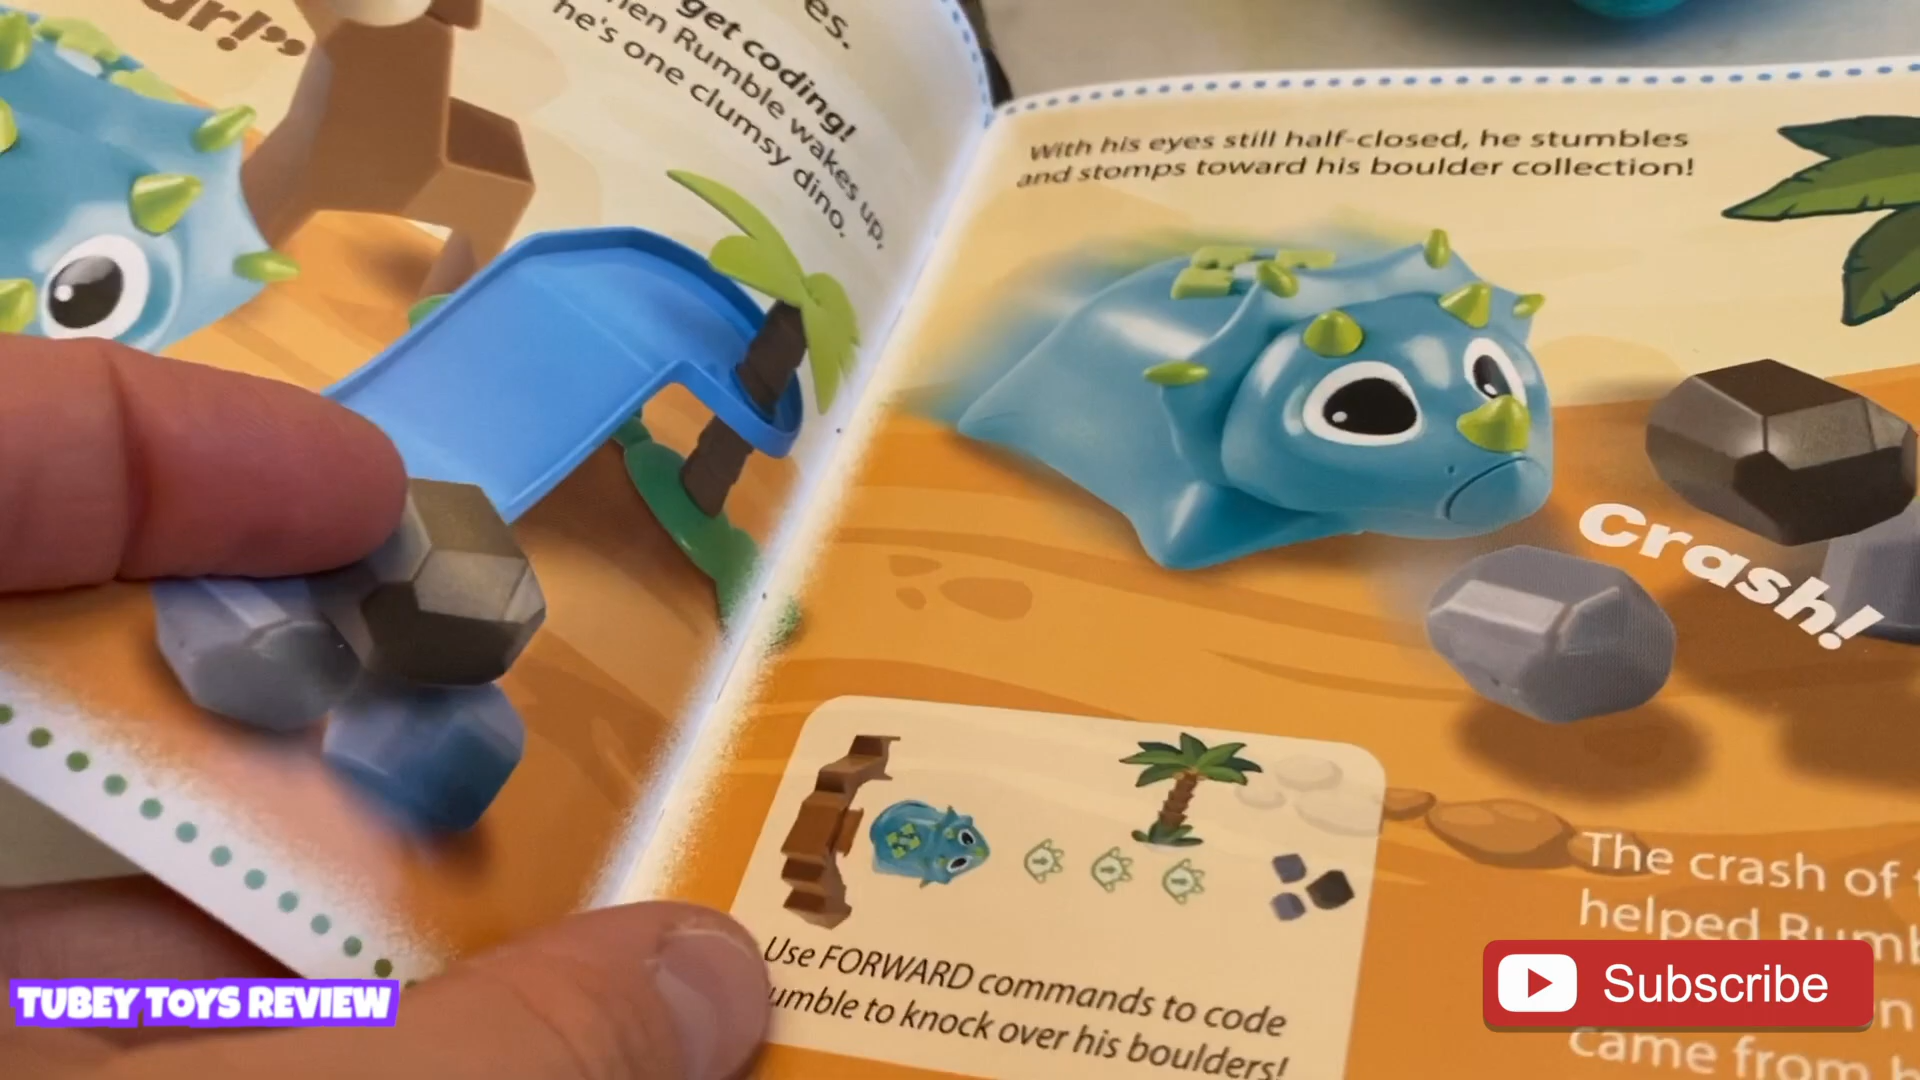 get coding!
Rumble wakes up,
he's one clumsy dino.
With his eyes still half-closed, he stumbles
and stomps toward his boulder collection!
Crash!
Use FORWARD commands to code
to knock over his boulders!
The crash of
helped
came from
TUBEY TOYS REVIEW
Subscribe